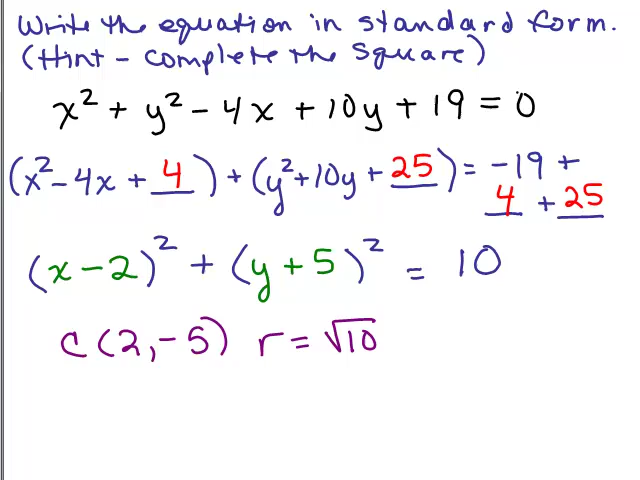 Write the equation in standard form.
(Hint - complete the square)
x² + y² - 4x + 10y + 19 = 0
(x² - 4x + 4) + (y² + 10y + 25) = -19 +
4 + 25
(x - 2)² + (y + 5)² = 10
C (2, -5) r = √10